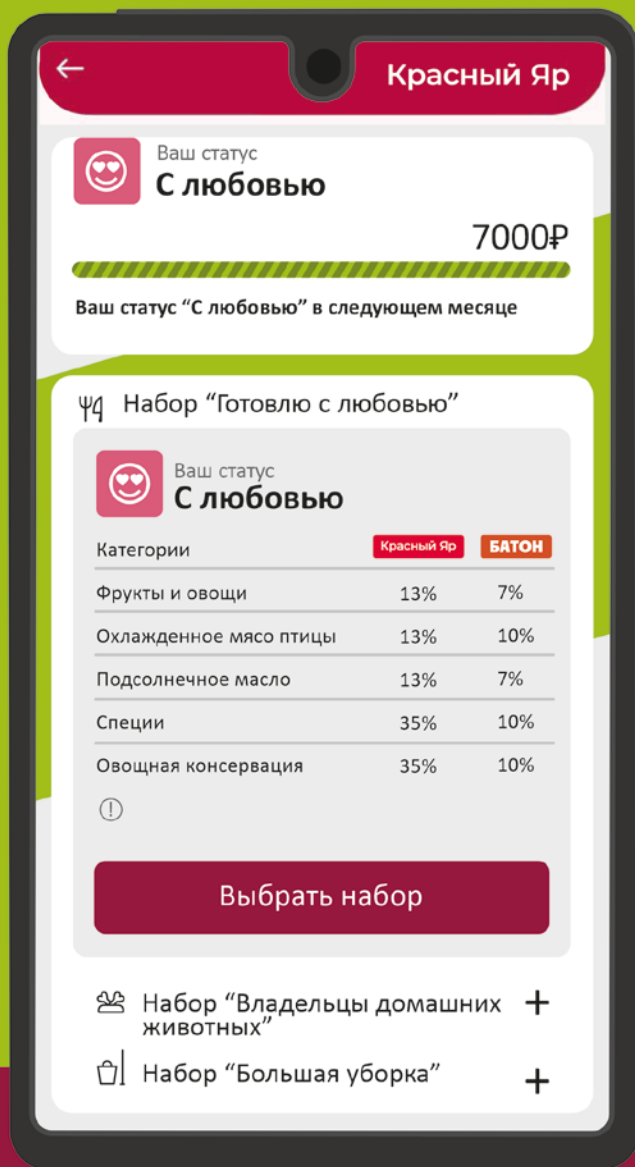 Красный Яр
Ваш статус
С любовью
7000₽
Ваш статус “С любовью” в следующем месяце
Набор “Готовлю с любовью”
Ваш статус
С любовью
Категории Красный Яр БАТОН
Фрукты и овощи 13% 7%
Охлажденное мясо птицы 13% 10%
Подсолнечное масло 13% 7%
Специи 35% 10%
Овощная консервация 35% 10%
Выбрать набор
Набор “Владельцы домашних
животных”
Набор “Большая уборка”